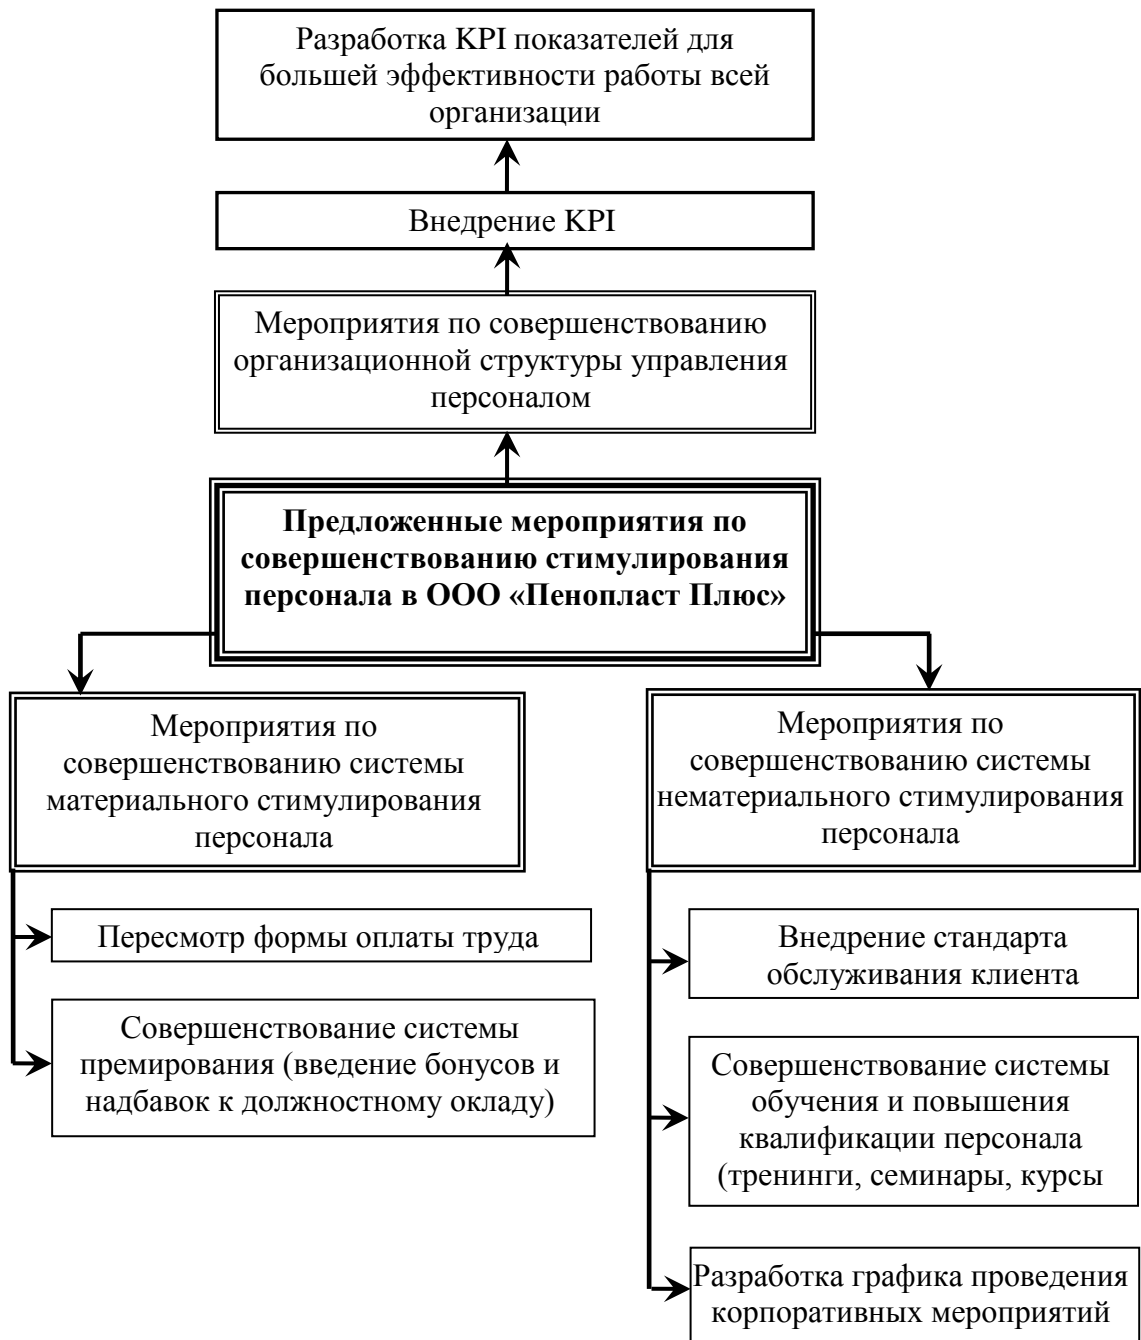 Разработка KPI показателей для
большей эффективности работы всей
организации
Внедрение KPI
Мероприятия по совершенствованию
организационной структуры управления
персоналом
Предложенные мероприятия по
совершенствованию стимулирования
персонала в ООО «Пенопласт Плюс»
Мероприятия по
совершенствованию системы
материального стимулирования
персонала
Пересмотр формы оплаты труда
Совершенствование системы
премирования (введение бонусов и
надбавок к должностному окладу)
Мероприятия по
совершенствованию системы
нематериального стимулирования
персонала
Внедрение стандарта
обслуживания клиента
Совершенствование системы
обучения и повышения
квалификации персонала
(тренинги, семинары, курсы
Разработка графика проведения
корпоративных мероприятий